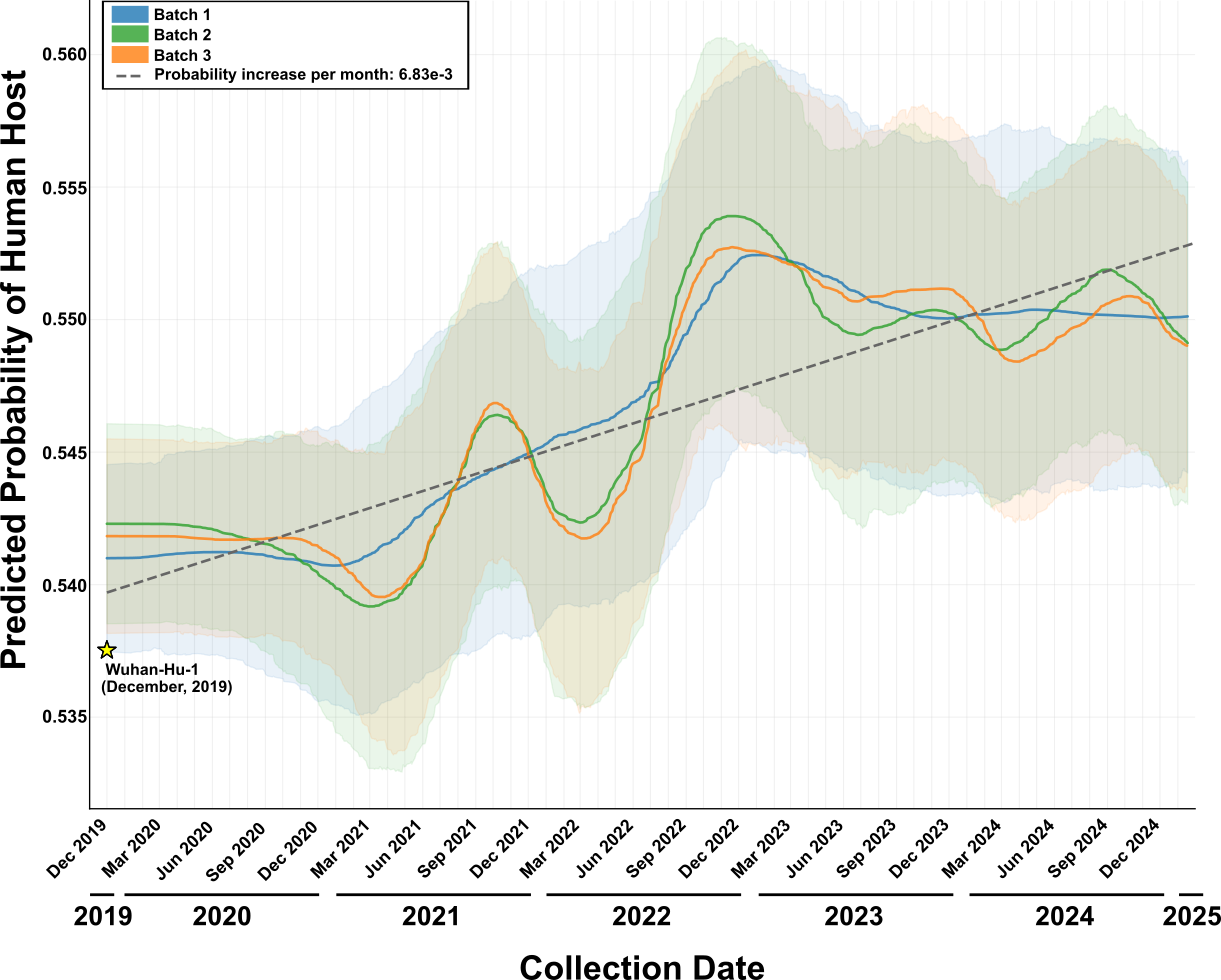 Batch 1
Batch 2
Batch 3
Probability increase per month: 6.83e-3
Predicted Probability of Human Host
0.560
0.555
0.550
0.545
0.540
0.535
Wuhan-Hu-1
(December, 2019)
Dec 2019
Mar 2020
Jun 2020
Sep 2020
Dec 2020
Mar 2021
Jun 2021
Sep 2021
Dec 2021
Mar 2022
Jun 2022
Sep 2022
Dec 2022
Mar 2023
Jun 2023
Sep 2023
Dec 2023
Mar 2024
Jun 2024
Sep 2024
Dec 2024
2019 2020 2021 2022 2023 2024 2025
Collection Date